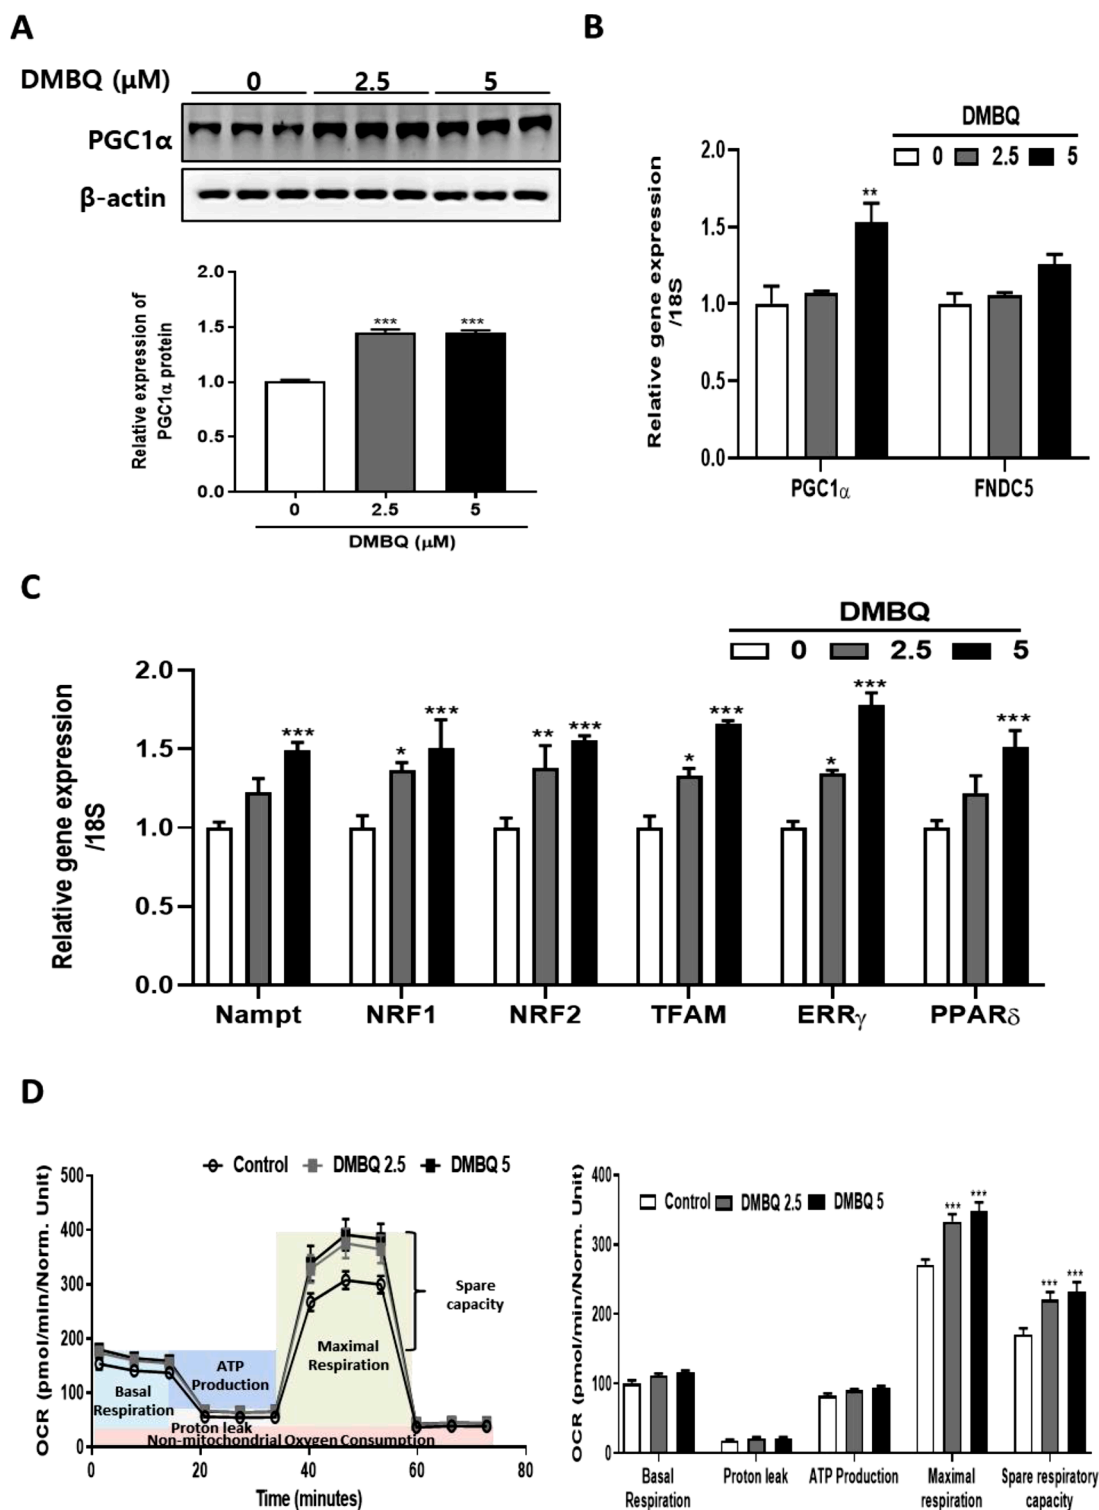 A
DMBQ (μM) 0 2.5 5
PGC1α
β-actin
Relative expression of
PGC1α protein
2.0
1.5
1.0
0.5
0.0
*** ***
0 2.5 5
DMBQ (μM)
B
DMBQ
0 2.5 5
Relative gene expression
/18S
2.0
1.5
1.0
0.5
0.0
**
PGC1α FNDC5
C
DMBQ
0 2.5 5
Relative gene expression
/18S
2.0
1.5
1.0
0.5
0.0
*** * *** ** *** * *** * *** ***
Nampt NRF1 NRF2 TFAM ERRγ PPARδ
D
Control DMBQ 2.5 DMBQ 5
OCR (pmol/min/Norm. Unit)
500
400
300
200
100
0
Spare
capacity
Maximal
Respiration
ATP
Production
Basal
Respiration
Proton leak
Non-mitochondrial Oxygen Consumption
0 20 40 60 80
Time (minutes)
OCR (pmol/min/Norm. Unit)
400
300
200
100
0
Control DMBQ 2.5 DMBQ 5
*** *** *** ***
Basal
Respiration
Proton leak
ATP Production
Maximal
respiration
Spare respiratory
capacity